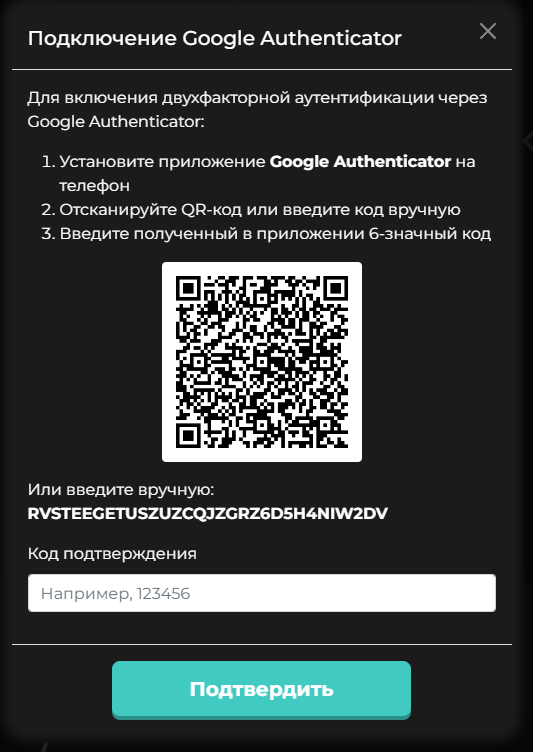 Подключение Google Authenticator
Для включения двухфакторной аутентификации через
Google Authenticator:
1. Установите приложение Google Authenticator на
телефон
2. Отсканируйте QR-код или введите код вручную
3. Введите полученный в приложении 6-значный код
Или введите вручную:
RVSTEEGETUSZUZCQJZGRZ6D5H4NIW2DV
Код подтверждения
Например, 123456
Подтвердить